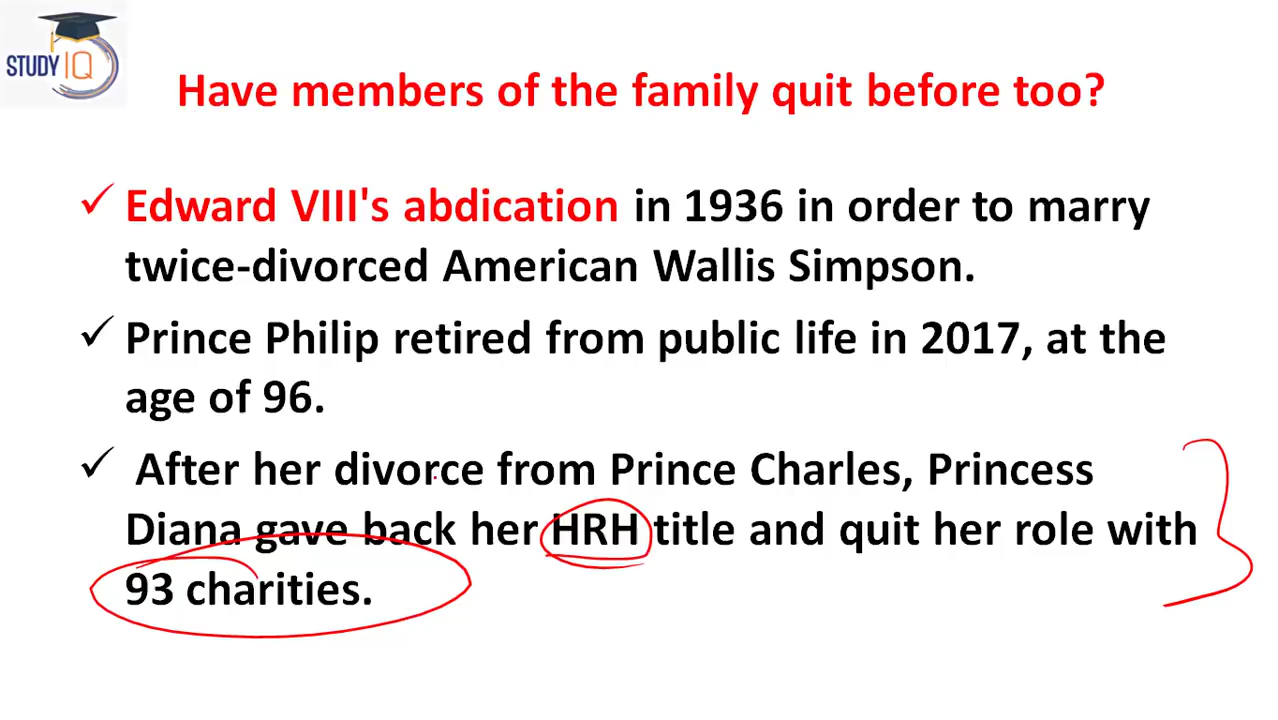 STUDY IQ
Have members of the family quit before too?
✓ Edward VIII's abdication in 1936 in order to marry
twice-divorced American Wallis Simpson.
✓ Prince Philip retired from public life in 2017, at the
age of 96.
✓ After her divorce from Prince Charles, Princess
Diana gave back her HRH title and quit her role with
93 charities.